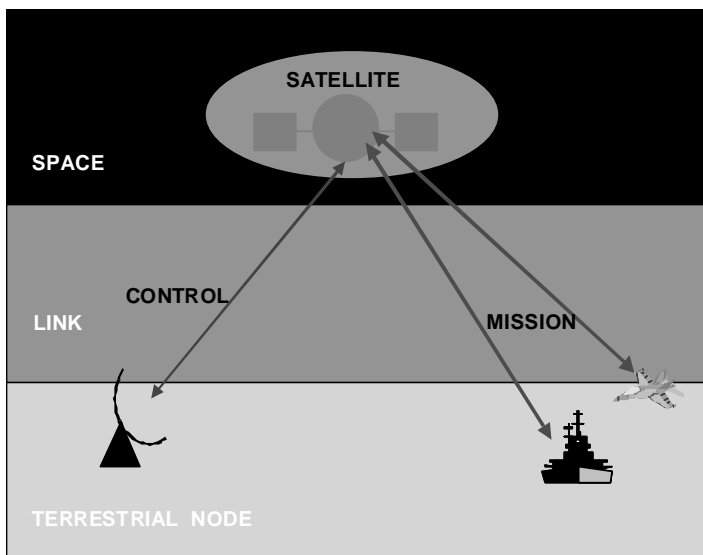 SATELLITE
SPACE
CONTROL
MISSION
LINK
TERRESTRIAL NODE